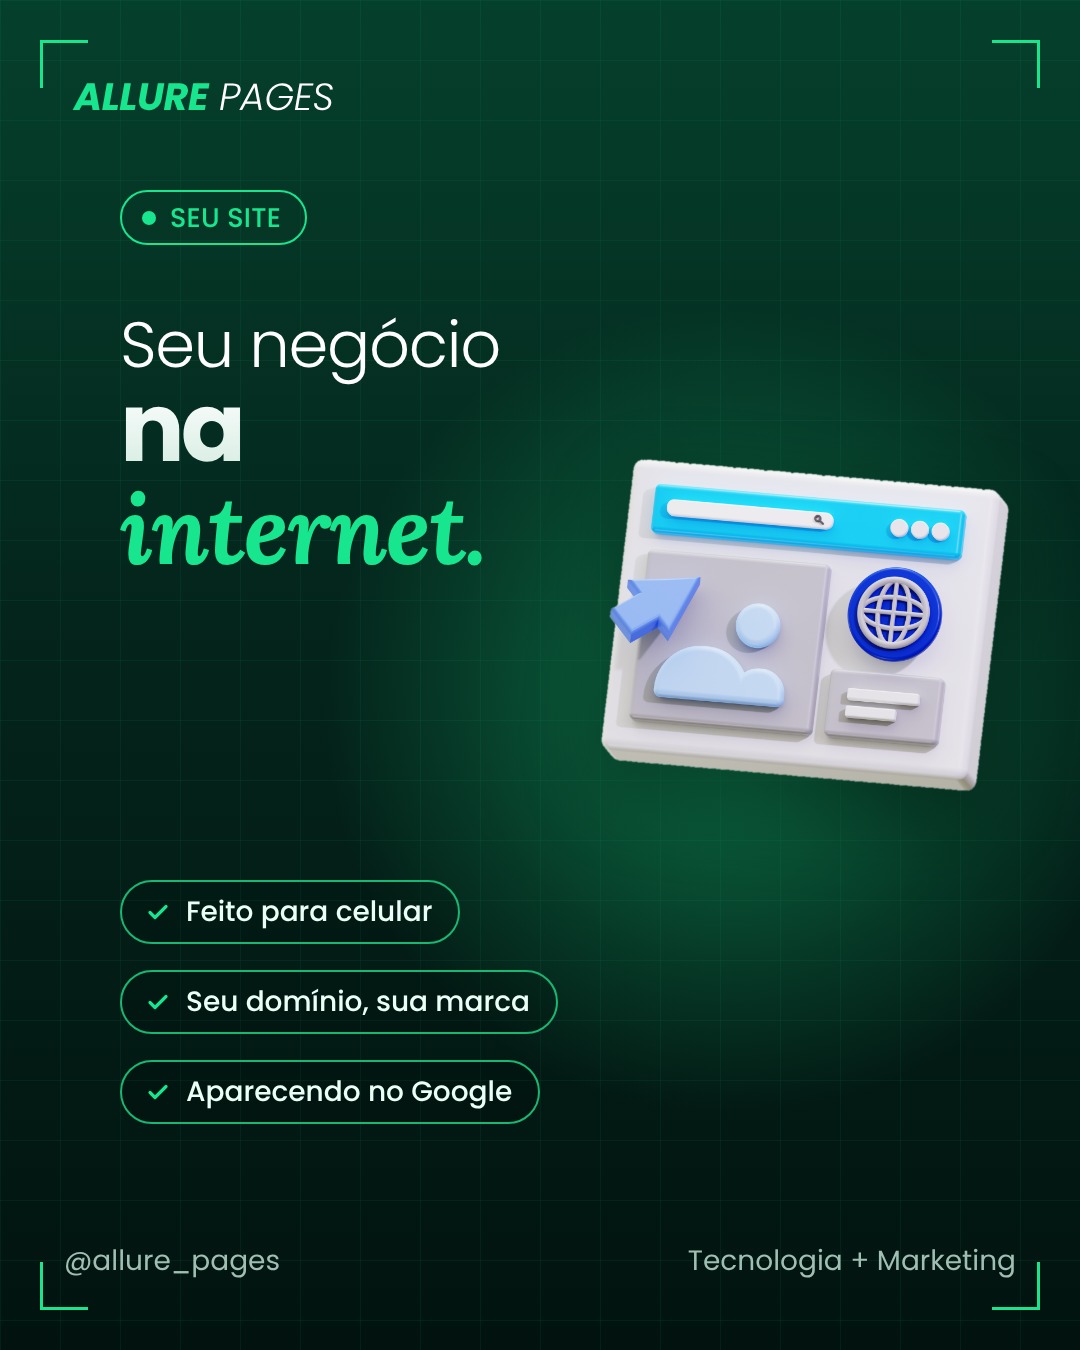 ALLURE PAGES
SEU SITE
Seu negócio
na
internet.
Feito para celular
Seu domínio, sua marca
Aparecendo no Google
@allure_pages
Tecnologia + Marketing